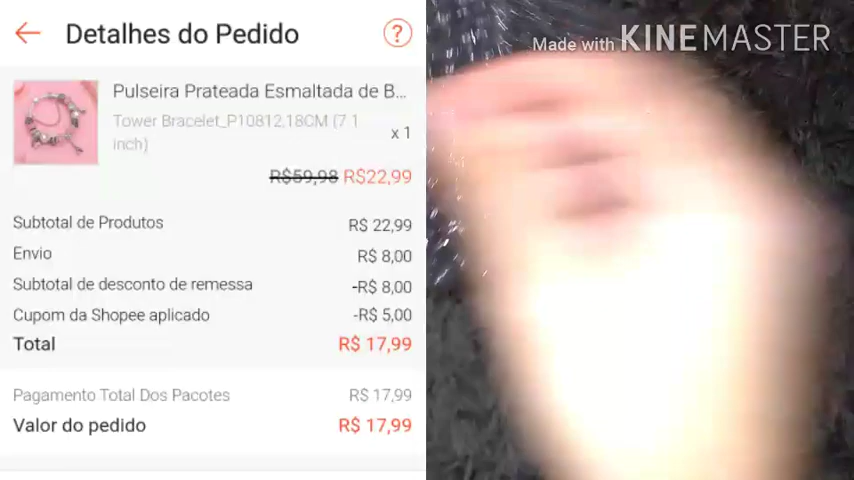 Detalhes do Pedido
?
Pulseira Prateada Esmaltada de B...
Tower Bracelet_P10812,18CM (7 1
inch)
x 1
R$59,98 R$22,99
Subtotal de Produtos R$ 22,99
Envio R$ 8,00
Subtotal de desconto de remessa -R$ 8,00
Cupom da Shopee aplicado -R$ 5,00
Total R$ 17,99
Pagamento Total Dos Pacotes R$ 17,99
Valor do pedido R$ 17,99
Made with KINEMASTER